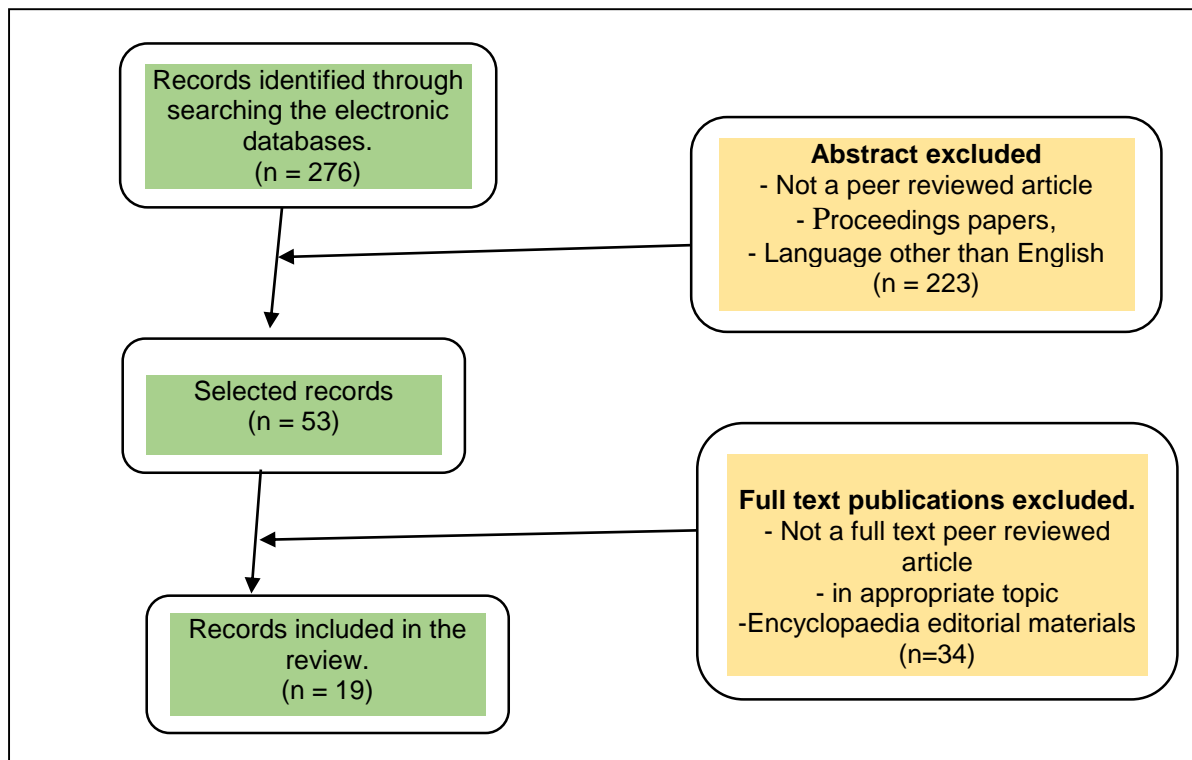 Records identified through
searching the electronic
databases.
(n = 276)
Abstract excluded
- Not a peer reviewed article
- Proceedings papers,
- Language other than English
(n = 223)
Selected records
(n = 53)
Full text publications excluded.
- Not a full text peer reviewed
article
- in appropriate topic
-Encyclopaedia editorial materials
(n=34)
Records included in the
review.
(n = 19)